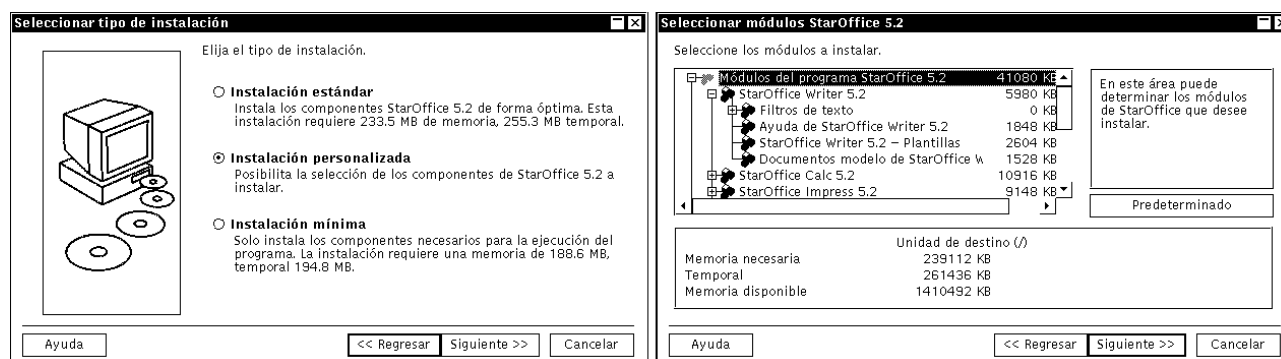 Seleccionar tipo de instalación
Elija el tipo de instalación.
Instalación estándar
Instala los componentes StarOffice 5.2 de forma óptima. Esta
instalación requiere 233.5 MB de memoria, 255.3 MB temporal.
Instalación personalizada
Posibilita la selección de los componentes de StarOffice 5.2 a
instalar.
Instalación mínima
Solo instala los componentes necesarios para la ejecución del
programa. La instalación requiere una memoria de 188.6 MB,
temporal 194.8 MB.
Ayuda
<< Regresar
Siguiente >>
Cancelar
Seleccionar módulos StarOffice 5.2
Seleccione los módulos a instalar.
Módulos del programa StarOffice 5.2 41080 KB
StarOffice Writer 5.2 5980 KB
Filtros de texto 0 KB
Ayuda de StarOffice Writer 5.2 1848 KB
StarOffice Writer 5.2 – Plantillas 2604 KB
Documentos modelo de StarOffice W 1528 KB
StarOffice Calc 5.2 10916 KB
StarOffice Impress 5.2 9148 KB
En este área puede
determinar los módulos
de StarOffice que desee
instalar.
Predeterminado
Unidad de destino (/)
Memoria necesaria 239112 KB
Temporal 261436 KB
Memoria disponible 1410492 KB
Ayuda
<< Regresar
Siguiente >>
Cancelar